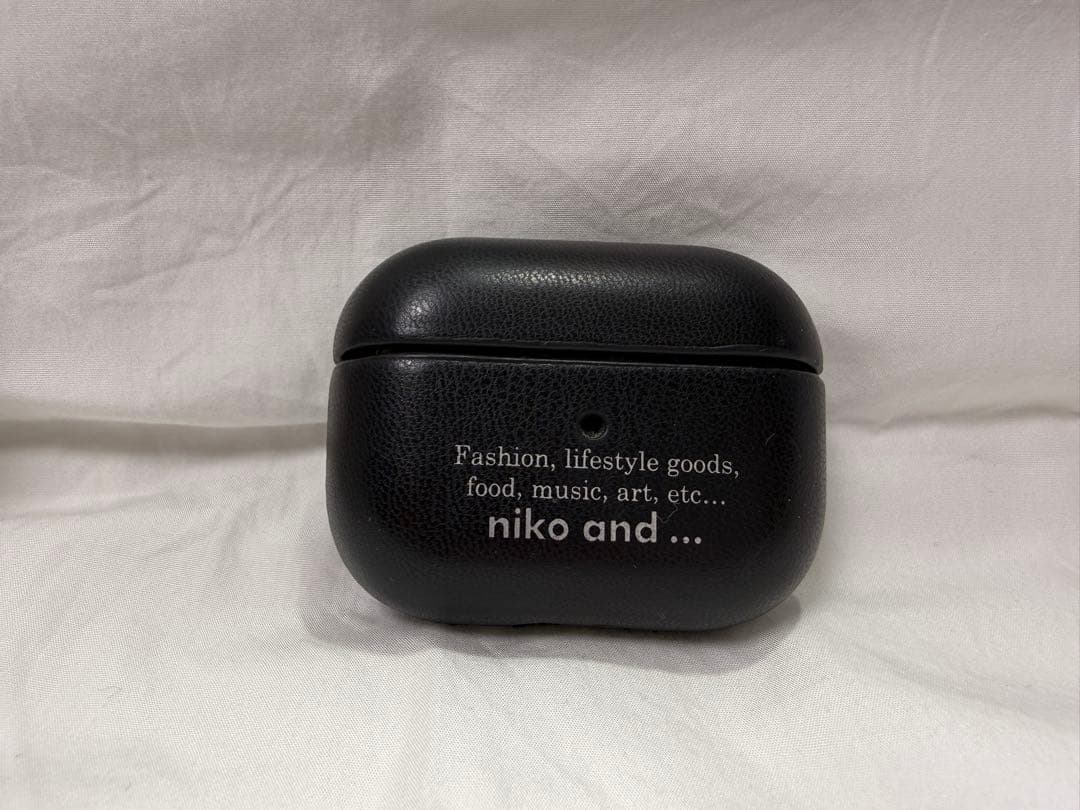 Fashion, lifestyle goods,
food, music, art, etc...
niko and ...